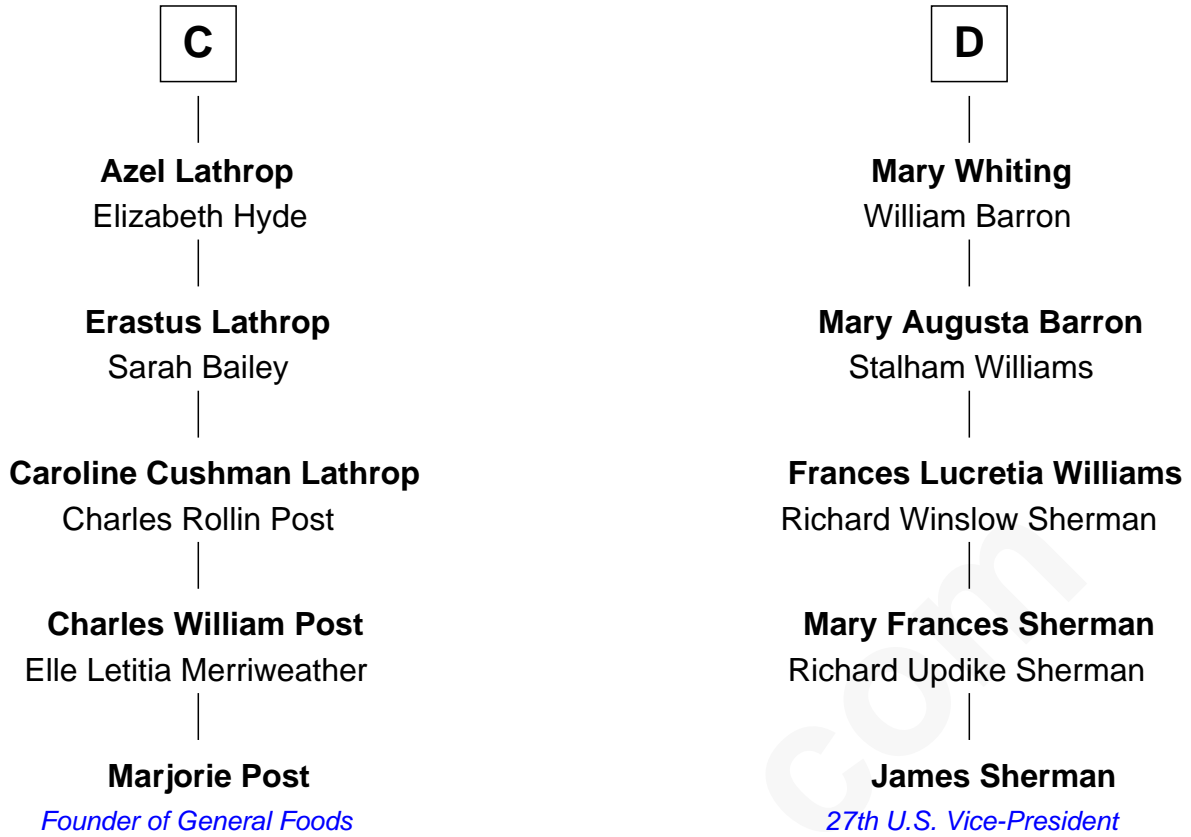 C
Azel Lathrop
Elizabeth Hyde
Erastus Lathrop
Sarah Bailey
Caroline Cushman Lathrop
Charles Rollin Post
Charles William Post
Elle Letitia Merriweather
Marjorie Post
Founder of General Foods
D
Mary Whiting
William Barron
Mary Augusta Barron
Stalham Williams
Frances Lucretia Williams
Richard Winslow Sherman
Mary Frances Sherman
Richard Updike Sherman
James Sherman
27th U.S. Vice-President
com